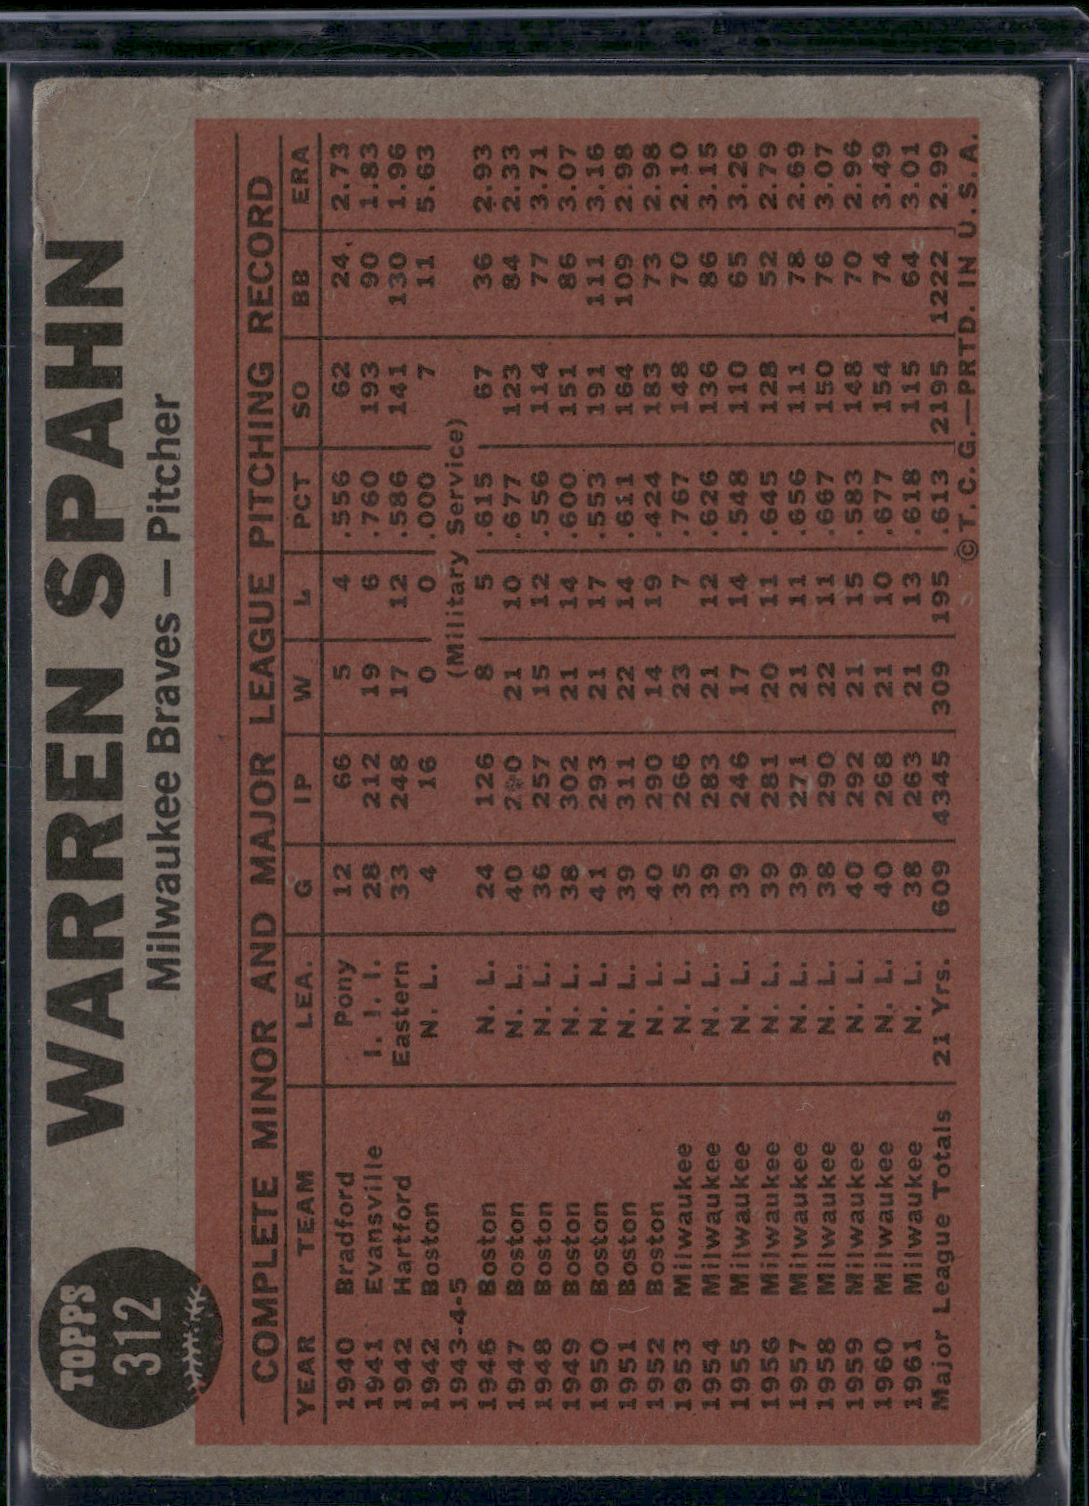 TOPPS
312
WARREN SPAHN
Milwaukee Braves — Pitcher
COMPLETE MINOR AND MAJOR LEAGUE PITCHING RECORD
YEAR TEAM LEA. G IP W L PCT SO BB ERA
1940 Bradford Pony 12 66 5 4 .556 62 24 2.73
1941 Evansville I. I. I. 28 212 19 6 .760 193 90 1.83
1942 Hartford Eastern 33 248 17 12 .586 141 130 1.96
1942 Boston N. L. 4 16 0 0 .000 7 11 5.63
1943-4-5 (Military Service)
1946 Boston N. L. 24 126 8 5 .615 67 36 2.93
1947 Boston N. L. 40 21 10 .677 123 84 2.33
1948 Boston N. L. 36 257 15 12 .556 114 77 3.71
1949 Boston N. L. 38 302 21 14 .600 151 86 3.07
1950 Boston N. L. 41 293 21 17 .553 191 111 3.16
1951 Boston N. L. 39 311 22 14 .611 164 109 2.98
1952 Boston N. L. 40 290 14 19 .424 183 73 2.98
1953 Milwaukee N. L. 35 266 23 7 .767 148 70 2.10
1954 Milwaukee N. L. 39 283 21 12 .626 136 86 3.15
1955 Milwaukee N. L. 39 246 17 14 .548 110 65 3.26
1956 Milwaukee N. L. 39 281 20 11 .645 128 52 2.79
1957 Milwaukee N. L. 39 271 21 11 .656 111 78 2.69
1958 Milwaukee N. L. 38 290 22 11 .667 150 76 3.07
1959 Milwaukee N. L. 40 292 21 15 .583 148 70 2.96
1960 Milwaukee N. L. 40 268 21 10 .677 154 74 3.49
1961 Milwaukee N. L. 38 263 21 13 .618 115 64 3.01
Major League Totals 21 Yrs. 609 4345 309 195 .613 2195 1222 2.99
© T. C. G.—PRTD. IN U.S.A.